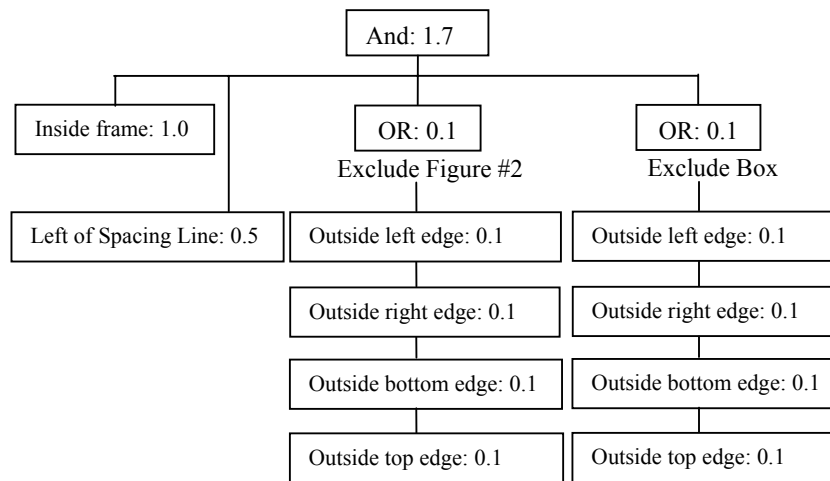 And: 1.7
Inside frame: 1.0
OR: 0.1
OR: 0.1
Exclude Figure #2
Exclude Box
Left of Spacing Line: 0.5
Outside left edge: 0.1
Outside left edge: 0.1
Outside right edge: 0.1
Outside right edge: 0.1
Outside bottom edge: 0.1
Outside bottom edge: 0.1
Outside top edge: 0.1
Outside top edge: 0.1